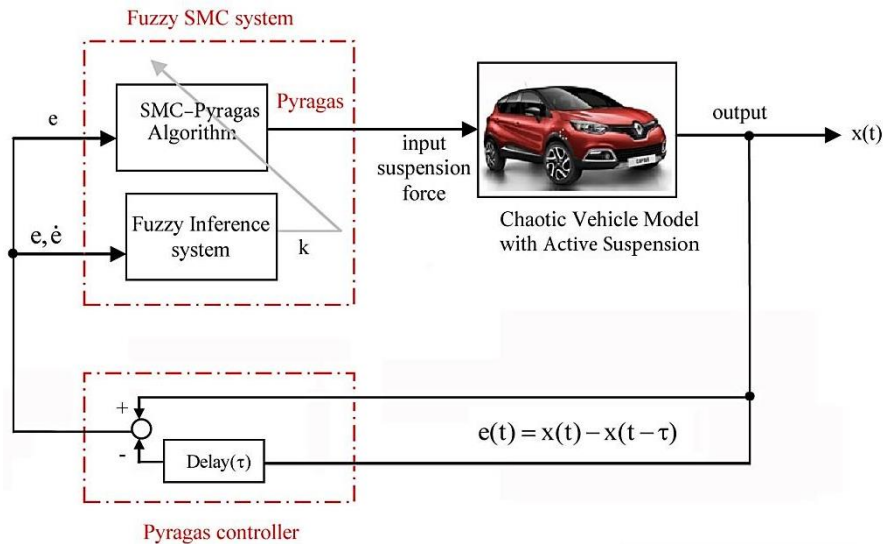 Fuzzy SMC system
SMC-Pyragas
Algorithm
Pyragas
e
input
suspension
force
output
x(t)
Chaotic Vehicle Model
with Active Suspension
e, ė
Fuzzy Inference
system
k
+
-
Delay(τ)
e(t) = x(t) – x(t – τ)
Pyragas controller